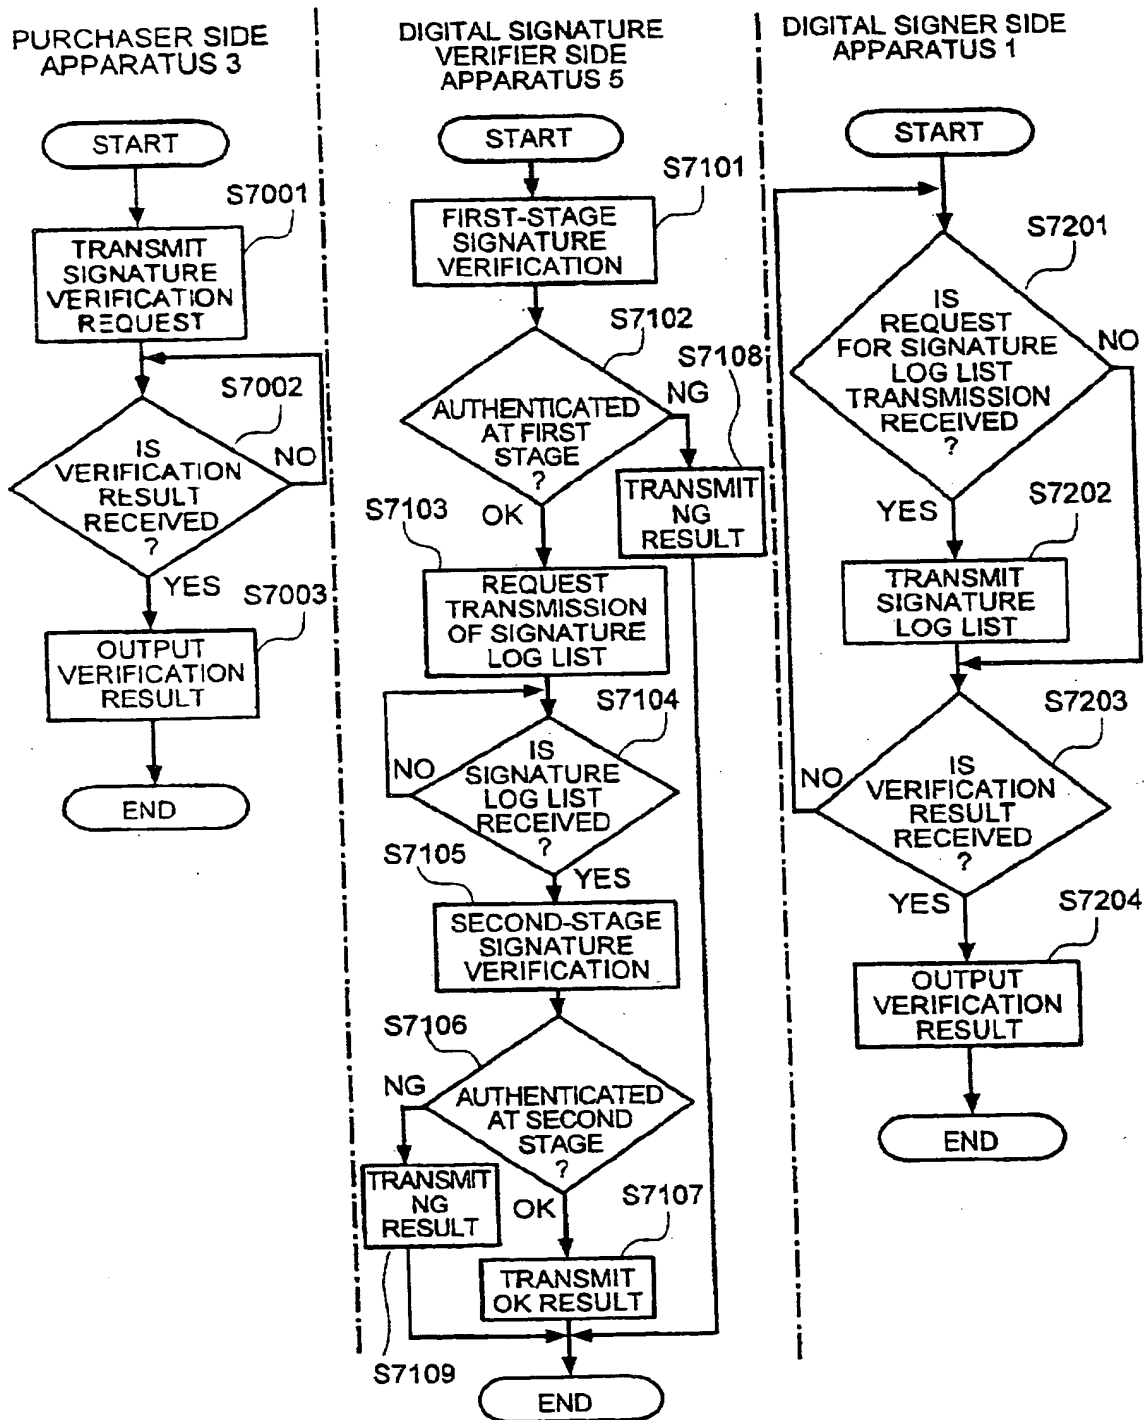 PURCHASER SIDE
APPARATUS 3
START
S7001
TRANSMIT
SIGNATURE
VERIFICATION
REQUEST
S7002
IS
VERIFICATION
RESULT
RECEIVED
?
NO
YES
S7003
OUTPUT
VERIFICATION
RESULT
END
DIGITAL SIGNATURE
VERIFIER SIDE
APPARATUS 5
START
S7101
FIRST-STAGE
SIGNATURE
VERIFICATION
S7102
AUTHENTICATED
AT FIRST
STAGE
?
NG
S7108
TRANSMIT
NG
RESULT
OK
S7103
REQUEST
TRANSMISSION
OF SIGNATURE
LOG LIST
S7104
IS
SIGNATURE
LOG LIST
RECEIVED
?
NO
YES
S7105
SECOND-STAGE
SIGNATURE
VERIFICATION
S7106
AUTHENTICATED
AT SECOND
STAGE
?
NG
TRANSMIT
NG
RESULT
S7109
OK
S7107
TRANSMIT
OK RESULT
END
DIGITAL SIGNER SIDE
APPARATUS 1
START
S7201
IS
REQUEST
FOR SIGNATURE
LOG LIST
TRANSMISSION
RECEIVED
?
NO
YES
S7202
TRANSMIT
SIGNATURE
LOG LIST
S7203
IS
VERIFICATION
RESULT
RECEIVED
?
NO
YES
S7204
OUTPUT
VERIFICATION
RESULT
END